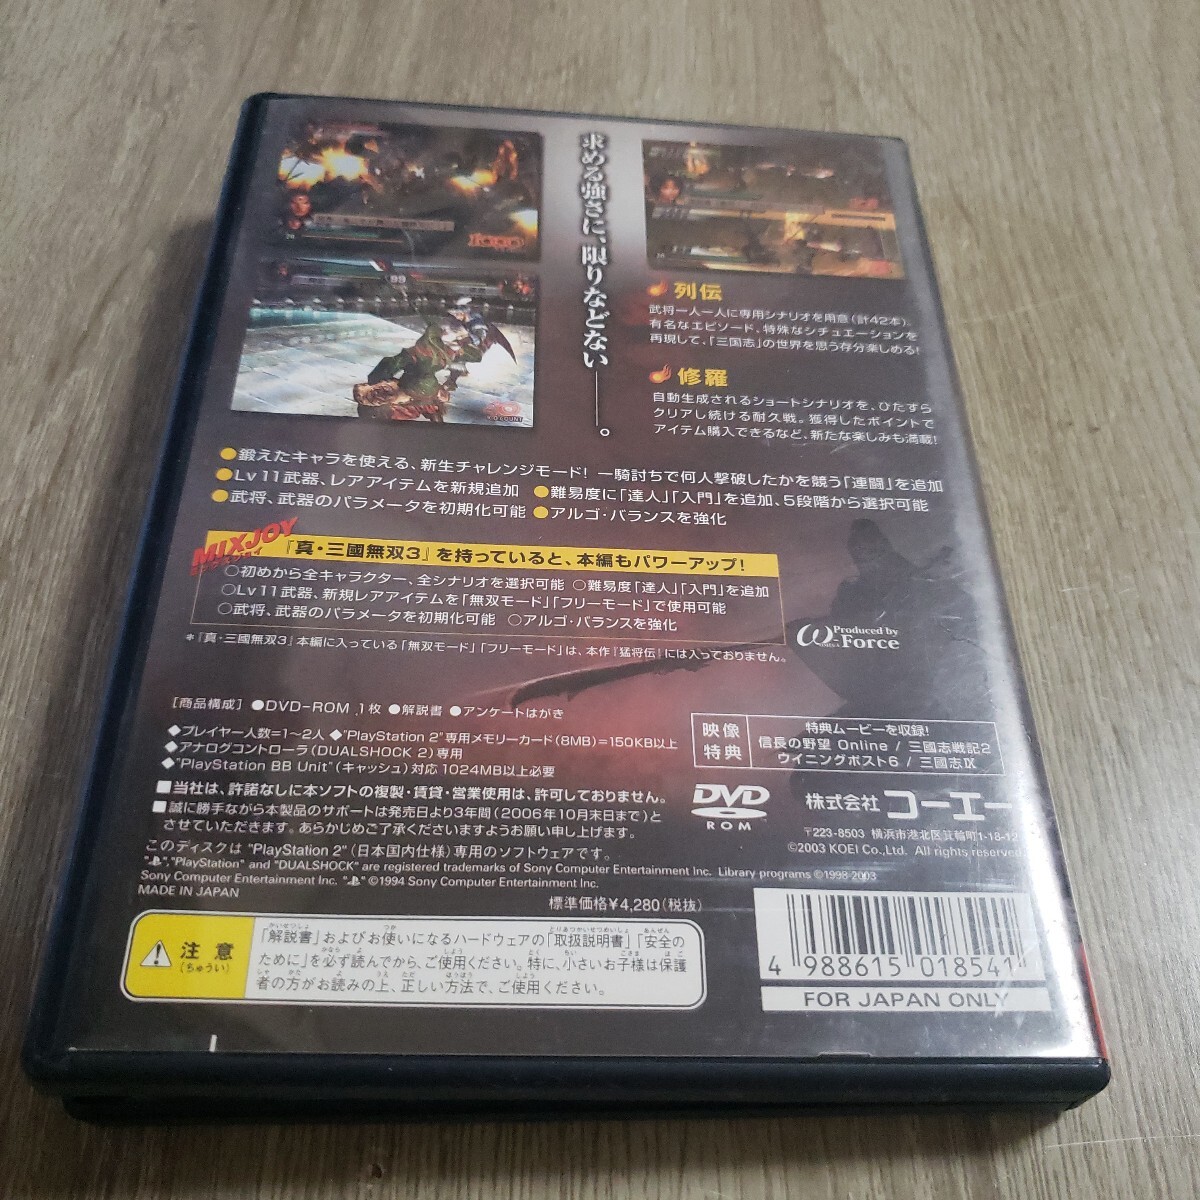 求める強さに、限りなどない――。
列伝
武将一人一人に専用シナリオを用意(計42本)。
有名なエピソード、特殊なシチュエーションを
再現して、「三国志」の世界を思う存分楽しめる!
修羅
自動生成されるショートシナリオを、ひたすら
クリアし続ける耐久戦。獲得したポイントで
アイテム購入できるなど、新たな楽しみも満載!
●鍛えたキャラを使える、新生チャレンジモード! 一騎討ちで何人撃破したかを競う「連闘」を追加
●Lv11武器、レアアイテムを新規追加 ●難易度に「達人」「入門」を追加、5段階から選択可能
●武将、武器のパラメータを初期化可能 ●アルゴ・バランスを強化
MIXJOY
『真・三國無双3』を持っていると、本編もパワーアップ!
○初めから全キャラクター、全シナリオを選択可能 ○難易度「達人」「入門」を追加
○Lv11武器、新規レアアイテムを「無双モード」「フリーモード」で使用可能
○武将、武器のパラメータを初期化可能 ○アルゴ・バランスを強化
*『真・三國無双3』本編に入っている「無双モード」「フリーモード」は、本作『猛将伝』には入っておりません。
Produced by
ω-Force
[商品構成] ●DVD-ROM 1枚 ●解説書 ●アンケートはがき
◆プレイヤー人数=1〜2人 ◆"PlayStation 2"専用メモリーカード(8MB)=150KB以上
◆アナログコントローラ(DUALSHOCK 2)専用
◆"PlayStation BB Unit"(キャッシュ)対応 1024MB以上必要
映像特典
特典ムービーを収録!
信長の野望 Online / 三國志戦記2
ウイニングポスト6 / 三國志Ⅸ
■当社は、許諾なしに本ソフトの複製・賃貸・営業使用は、許可しておりません。
■誠に勝手ながら本製品のサポートは発売日より3年間(2006年10月末日まで)と
させていただきます。あらかじめご了承くださいますようお願い申し上げます。
DVD
ROM
株式会社コーエー
〒223-8503 横浜市港北区箕輪町1-18-12
©2003 KOEI Co.,Ltd. All rights reserved.
このディスクは "PlayStation 2"(日本国内仕様)専用のソフトウェアです。
"PS", "PlayStation" and "DUALSHOCK" are registered trademarks of Sony Computer Entertainment Inc. Library programs ©1998-2003
Sony Computer Entertainment Inc. "PS" ©1994 Sony Computer Entertainment Inc.
MADE IN JAPAN
標準価格¥4,280(税抜)
注意
(ちゅうい)
「解説書」およびお使いになるハードウェアの「取扱説明書」「安全の
ために」を必ず読んでから、ご使用ください。特に、小さいお子様は保護
者の方がお読みの上、正しい方法で、ご使用ください。
4 988615 018541
FOR JAPAN ONLY